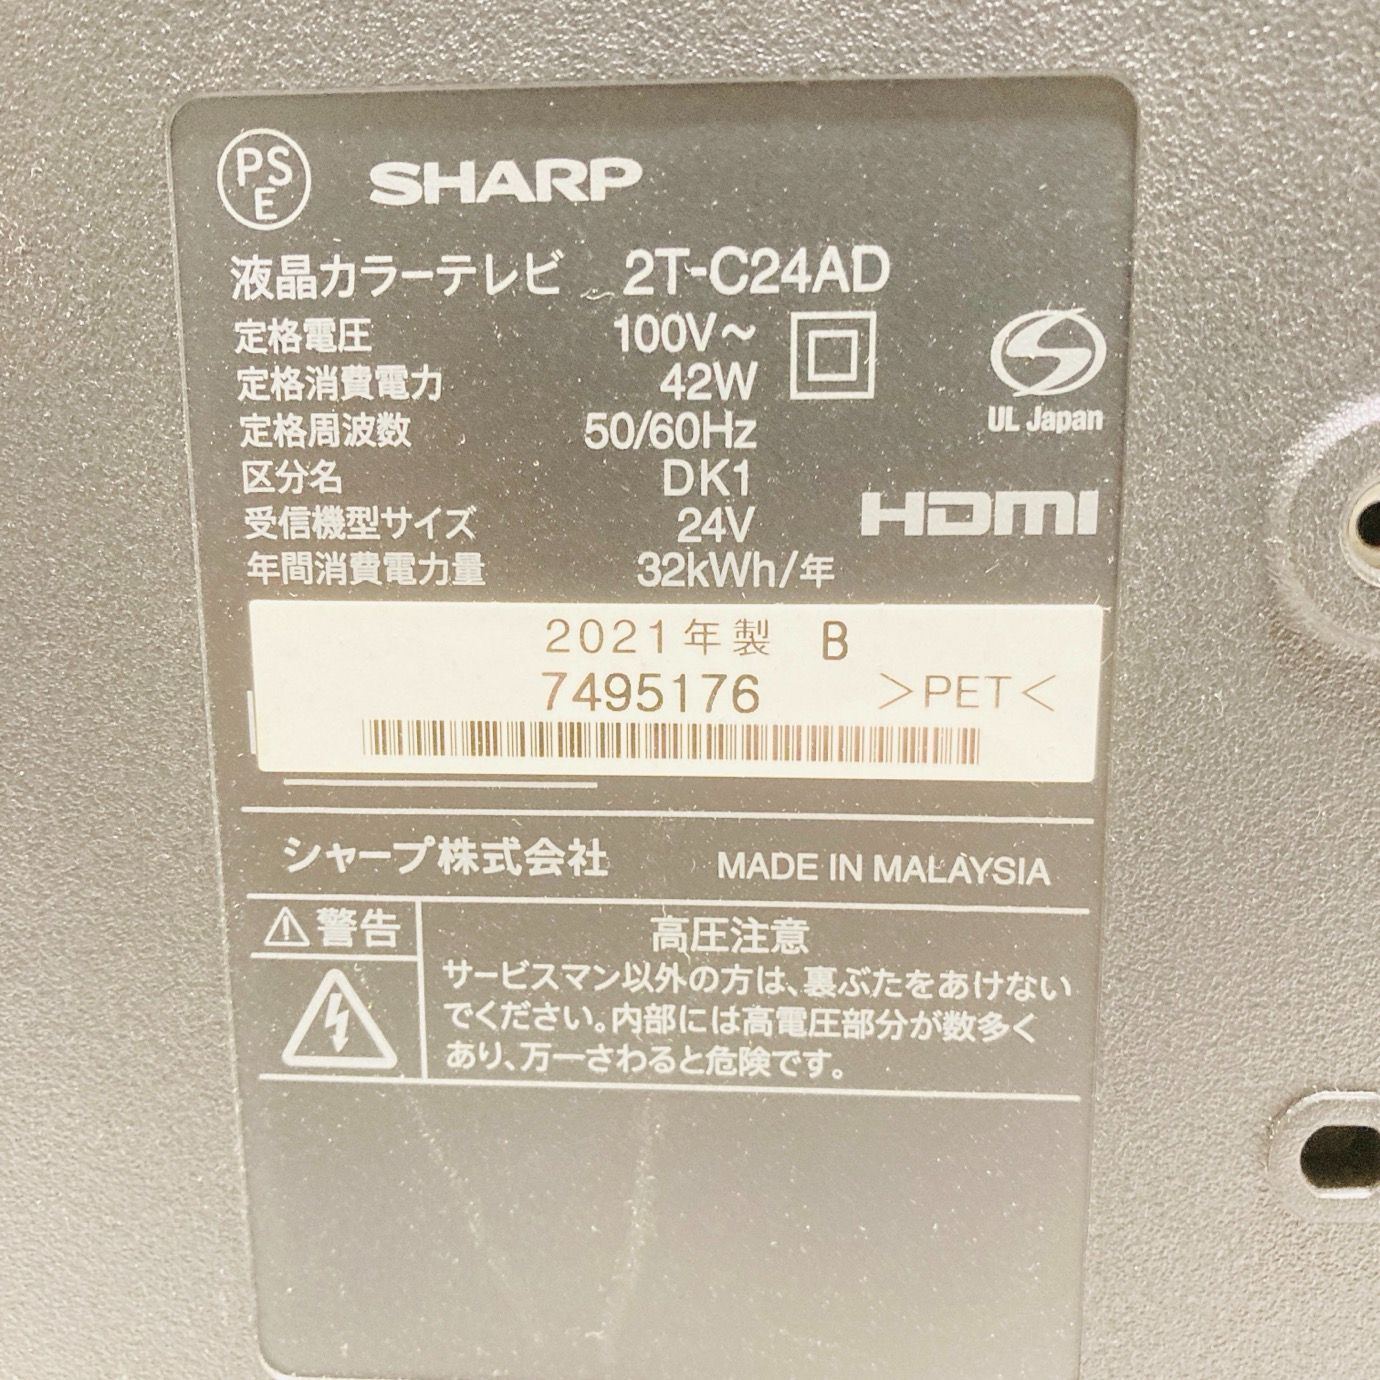 PSE SHARP
液晶カラーテレビ 2T-C24AD
定格電圧 100V～
定格消費電力 42W
定格周波数 50/60Hz
区分名 DK1
受信機型サイズ 24V
年間消費電力量 32kWh/年
UL Japan
HDMI
2021年製 B
7495176 >PET<
シャープ株式会社 MADE IN MALAYSIA
警告 高圧注意
サービスマン以外の方は、裏ぶたをあけない
でください。内部には高電圧部分が数多く
あり、万一さわると危険です。